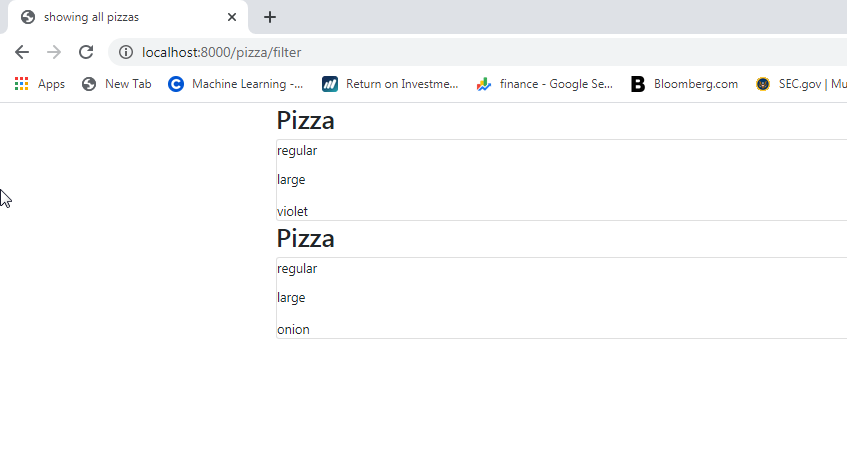 showing all pizzas
localhost:8000/pizza/filter
Apps New Tab Machine Learning -... Return on Investme... finance - Google Se... Bloomberg.com SEC.gov | Mu
Pizza
regular
large
violet
Pizza
regular
large
onion